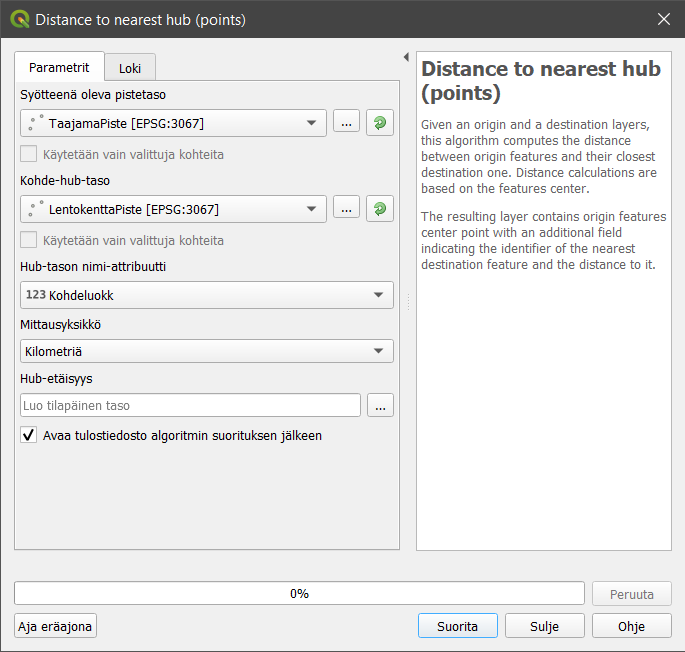 Distance to nearest hub (points)
Parametrit
Loki
Syötteenä oleva pistetaso
TaajamaPiste [EPSG:3067]
...
Käytetään vain valittuja kohteita
Kohde-hub-taso
LentokenttaPiste [EPSG:3067]
...
Käytetään vain valittuja kohteita
Hub-tason nimi-attribuutti
123 Kohdeluokk
Mittausyksikkö
Kilometriä
Hub-etäisyys
Luo tilapäinen taso
...
Avaa tulostiedosto algoritmin suorituksen jälkeen
Distance to nearest hub
(points)
Given an origin and a destination layers,
this algorithm computes the distance
between origin features and their closest
destination one. Distance calculations are
based on the features center.
The resulting layer contains origin features
center point with an additional field
indicating the identifier of the nearest
destination feature and the distance to it.
0%
Peruuta
Aja eräajona
Suorita
Sulje
Ohje